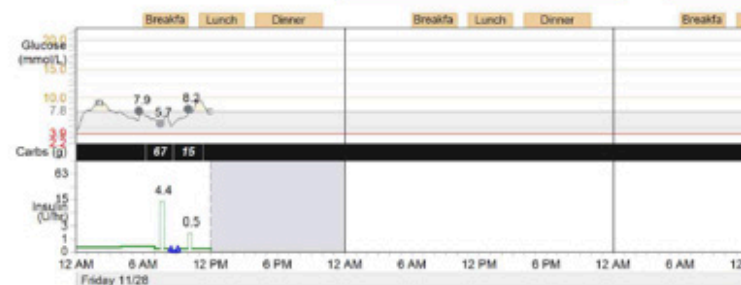 Breakfa Lunch Dinner Breakfa Lunch Dinner Breakfa
Glucose
(mmol/L)
20.0
15.0
10.0
7.8
3.9
7.9 5.7 8.2
Carbs (g) 67 15
63
15
3
1
0
Insulin
(U/hr)
4.4
0.5
12 AM 6 AM 12 PM 6 PM 12 AM 6 AM 12 PM 6 PM 12 AM 6 AM 12
Friday 11/28